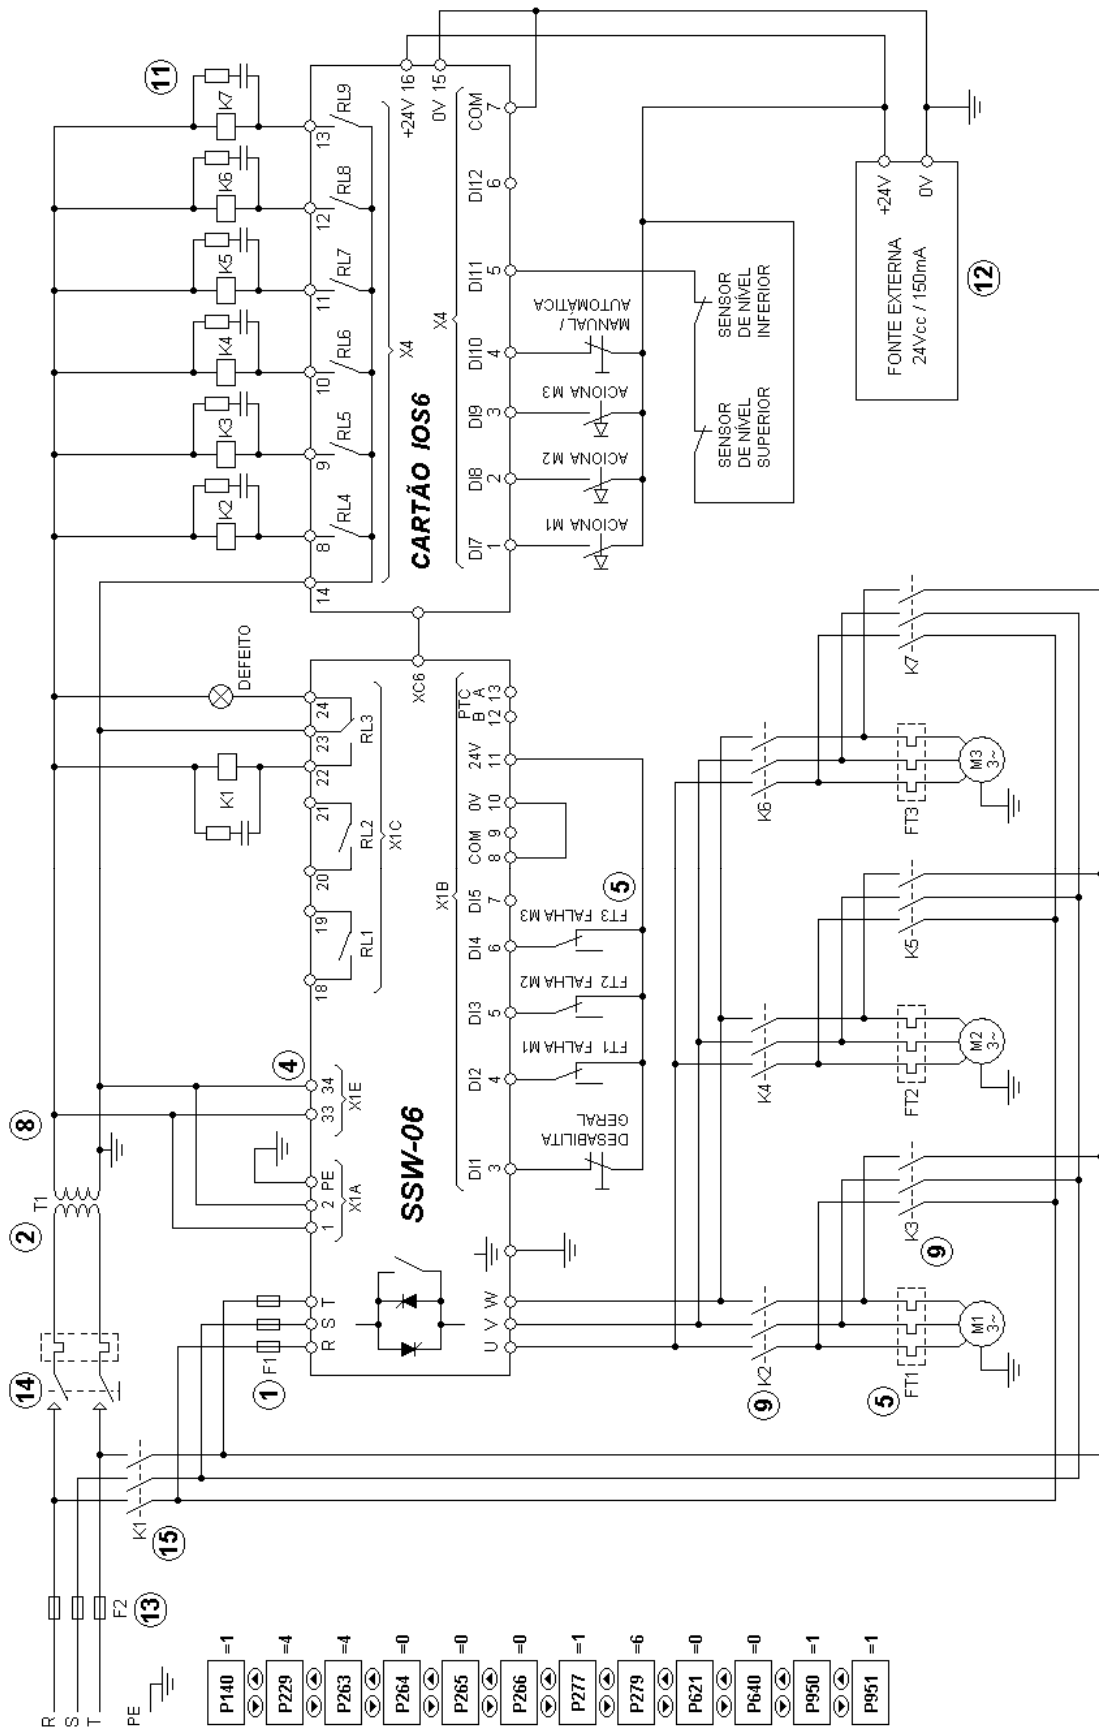 R
S
T
PE
F2
13
K1
15
14
2
T1
8
P140 =1
P229 =4
P263 =4
P264 =0
P265 =0
P266 =0
P277 =1
P279 =6
P621 =0
P640 =0
P950 =1
P951 =1
1
F1
R S T
1 2 PE
X1A
33 34
X1E
4
18 19 20 21 22 23 24
RL1 RL2 RL3
X1C
K1
DEFEITO
SSW-06
XC6
U V W
X1B
DI1 DI2 DI3 DI4 DI5 COM 0V 24V PTC
B A
3 4 5 6 7 8 9 10 11 12 13
DESABILITA
GERAL
FT1 FALHA M1
FT2 FALHA M2
FT3 FALHA M3
5
K2 K3 K4 K5 K6 K7
11
14 8 9 10 11 12 13
RL4 RL5 RL6 RL7 RL8 RL9
X4
+24V 16
0V 15
CARTÃO IOS6
X4
DI7 DI8 DI9 DI10 DI11 DI12 COM
1 2 3 4 5 6 7
ACIONA M1
ACIONA M2
ACIONA M3
MANUAL /
AUTOMÁTICA
SENSOR
DE NÍVEL
SUPERIOR
SENSOR
DE NÍVEL
INFERIOR
+24V
0V
FONTE EXTERNA
24Vcc / 150mA
12
K2
9
K3
9
K4
K5
K6
K7
FT1
5
FT2
FT3
M1
3~
M2
3~
M3
3~